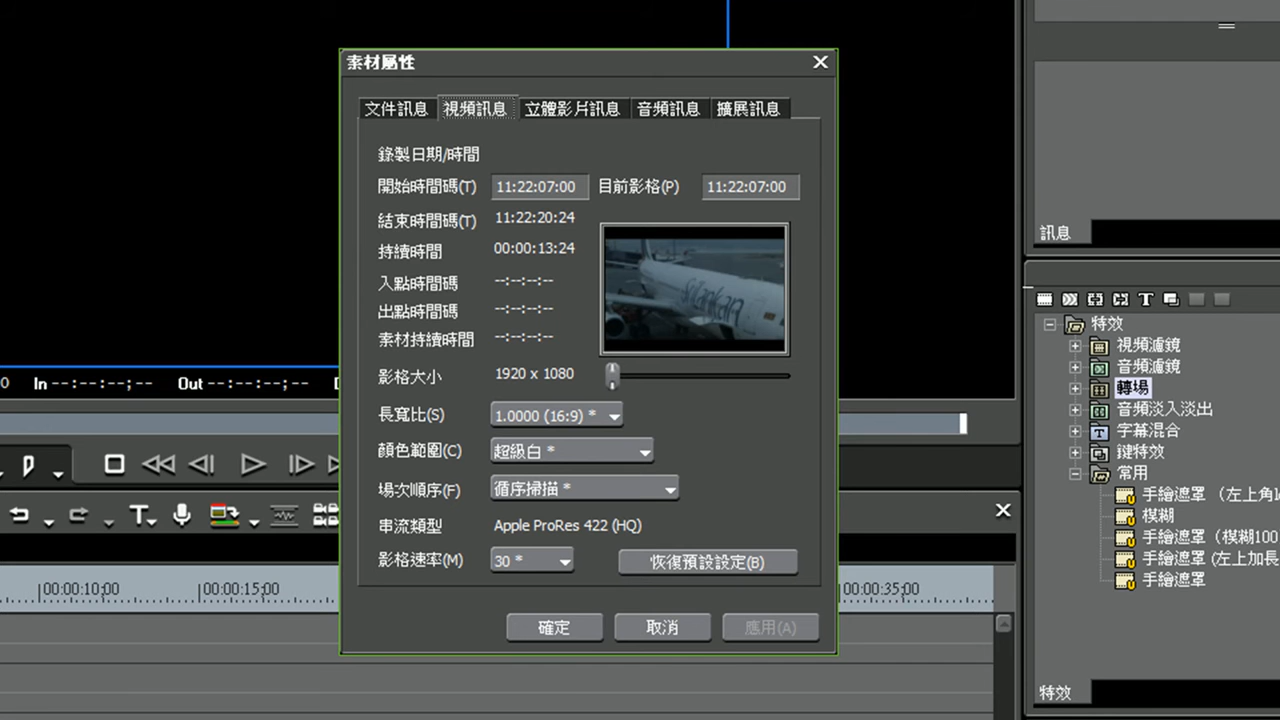 素材屬性
文件訊息 視頻訊息 立體影片訊息 音頻訊息 擴展訊息
錄製日期/時間
開始時間碼(T) 11:22:07:00 目前影格(P) 11:22:07:00
結束時間碼(T) 11:22:20:24
持續時間 00:00:13:24
入點時間碼 --:--:--:--
出點時間碼 --:--:--:--
素材持續時間 --:--:--:--
SriLankan
影格大小 1920 x 1080
長寬比(S) 1.0000 (16:9) *
顏色範圍(C) 超級白 *
場次順序(F) 循序掃描 *
串流類型 Apple ProRes 422 (HQ)
影格速率(M) 30 * 恢復預設設定(B)
確定 取消 應用(A)
0 In --:--:--;-- Out --:--:--;--
00:00:10;00 00:00:15;00 00:00:35;00
訊息
特效
視頻濾鏡
音頻濾鏡
轉場
音頻淡入淡出
字幕混合
鍵特效
常用
手繪遮罩 （左上角
模糊
手繪遮罩（模糊100
手繪遮罩 (左上加長
手繪遮罩
特效